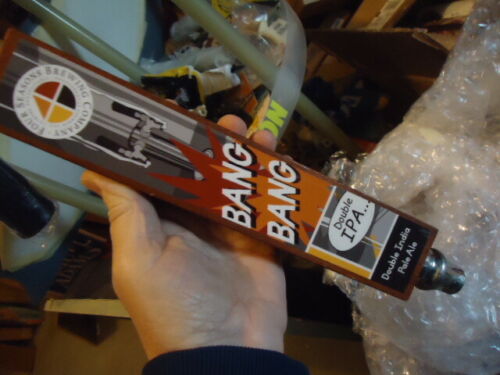 FOUR SEASONS BREWING COMPANY
BANG
BANG
Double
IPA...
Double India
Pale Ale